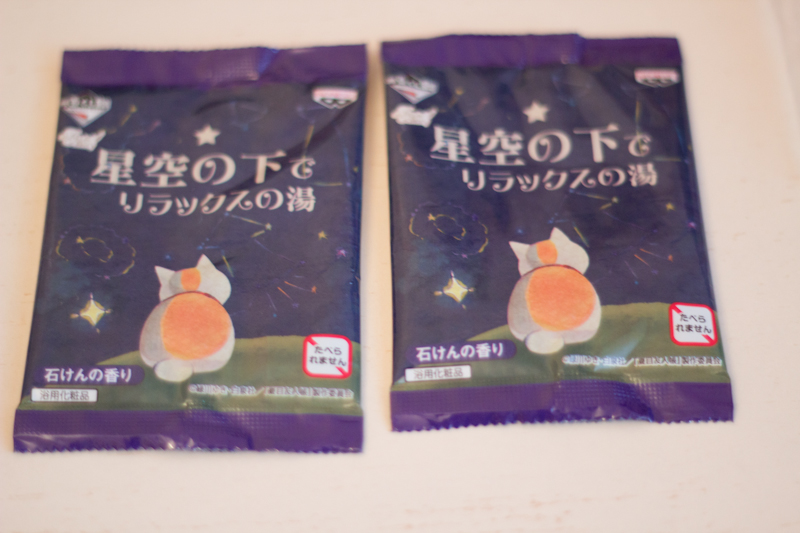 星空の下で
リラックスの湯
たべら
れません
石けんの香り
浴用化粧品
星空の下で
リラックスの湯
たべら
れません
石けんの香り
浴用化粧品